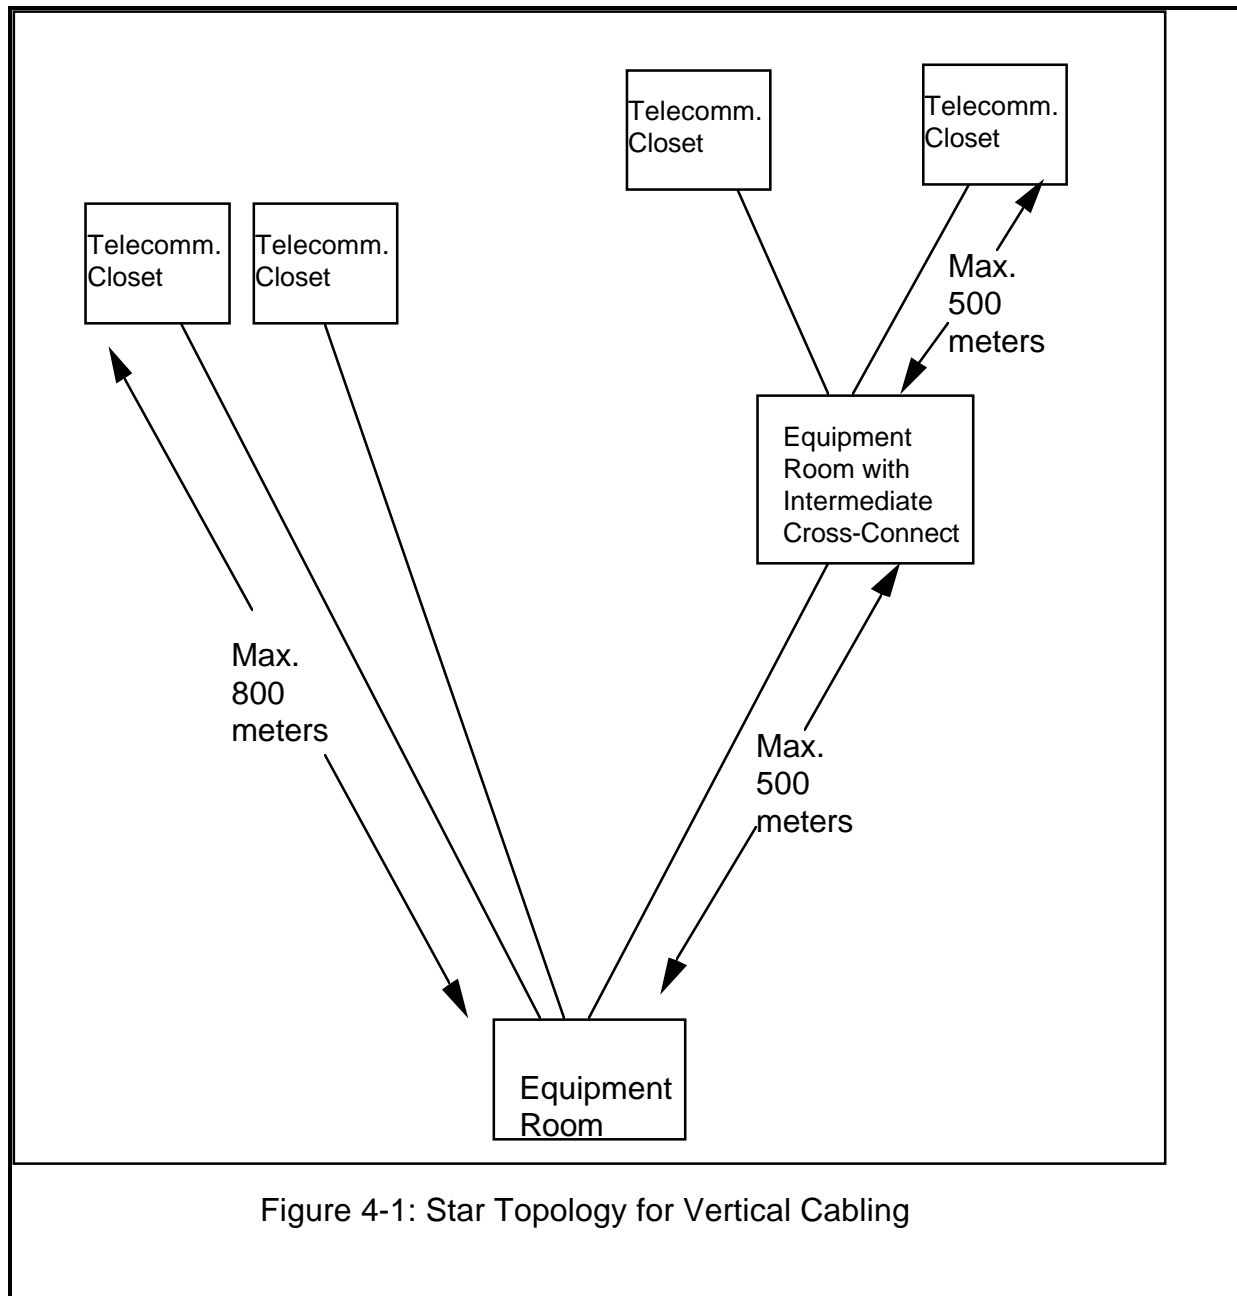 Telecomm.
Closet
Telecomm.
Closet
Telecomm.
Closet
Telecomm.
Closet
Max.
500
meters
Equipment
Room with
Intermediate
Cross-Connect
Max.
800
meters
Max.
500
meters
Equipment
Room
Figure 4-1: Star Topology for Vertical Cabling